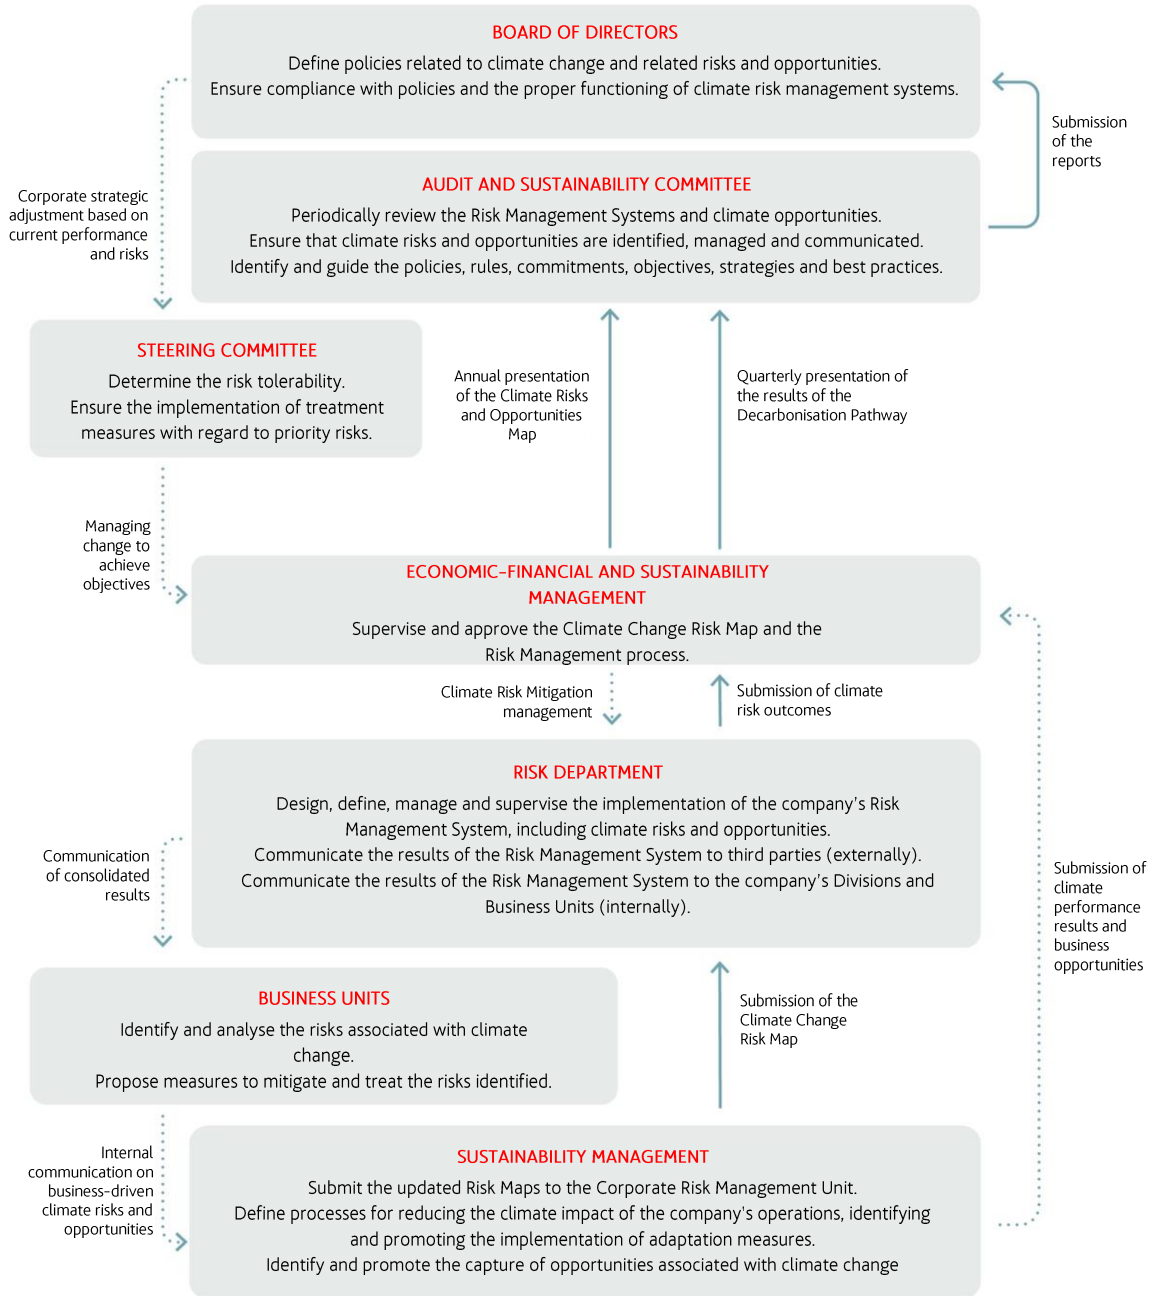 BOARD OF DIRECTORS
Define policies related to climate change and related risks and opportunities.
Ensure compliance with policies and the proper functioning of climate risk management systems.
Submission
of the
reports
AUDIT AND SUSTAINABILITY COMMITTEE
Periodically review the Risk Management Systems and climate opportunities.
Ensure that climate risks and opportunities are identified, managed and communicated.
Identify and guide the policies, rules, commitments, objectives, strategies and best practices.
Corporate strategic
adjustment based on
current performance
and risks
STEERING COMMITTEE
Determine the risk tolerability.
Ensure the implementation of treatment
measures with regard to priority risks.
Annual presentation
of the Climate Risks
and Opportunities
Map
Quarterly presentation of
the results of the
Decarbonisation Pathway
Managing
change to
achieve
objectives
ECONOMIC-FINANCIAL AND SUSTAINABILITY
MANAGEMENT
Supervise and approve the Climate Change Risk Map and the
Risk Management process.
Climate Risk Mitigation
management
Submission of climate
risk outcomes
RISK DEPARTMENT
Design, define, manage and supervise the implementation of the company's Risk
Management System, including climate risks and opportunities.
Communicate the results of the Risk Management System to third parties (externally).
Communicate the results of the Risk Management System to the company's Divisions and
Business Units (internally).
Communication
of consolidated
results
Submission of
climate
performance
results and
business
opportunities
BUSINESS UNITS
Identify and analyse the risks associated with climate
change.
Propose measures to mitigate and treat the risks identified.
Submission of the
Climate Change
Risk Map
Internal
communication on
business-driven
climate risks and
opportunities
SUSTAINABILITY MANAGEMENT
Submit the updated Risk Maps to the Corporate Risk Management Unit.
Define processes for reducing the climate impact of the company's operations, identifying
and promoting the implementation of adaptation measures.
Identify and promote the capture of opportunities associated with climate change